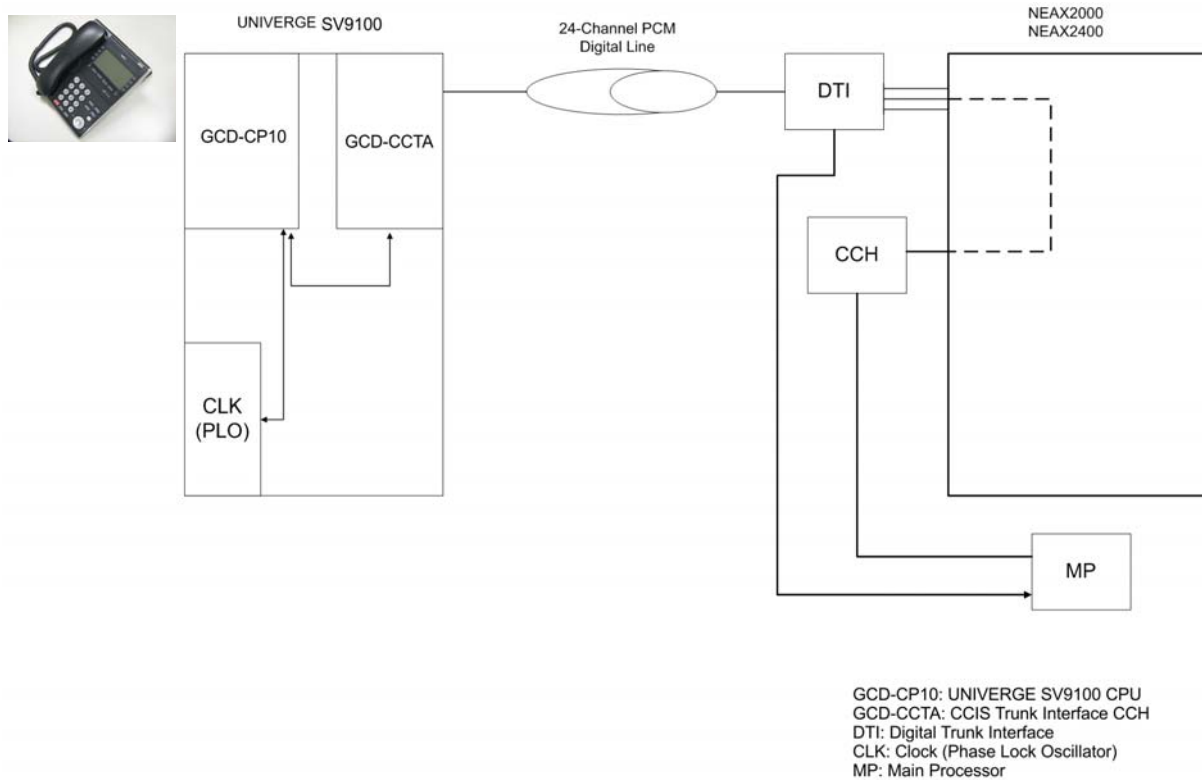 UNIVERGE SV9100
24-Channel PCM
Digital Line
NEAX2000
NEAX2400
GCD-CP10
GCD-CCTA
DTI
CCH
CLK
(PLO)
MP
GCD-CP10: UNIVERGE SV9100 CPU
GCD-CCTA: CCIS Trunk Interface CCH
DTI: Digital Trunk Interface
CLK: Clock (Phase Lock Oscillator)
MP: Main Processor